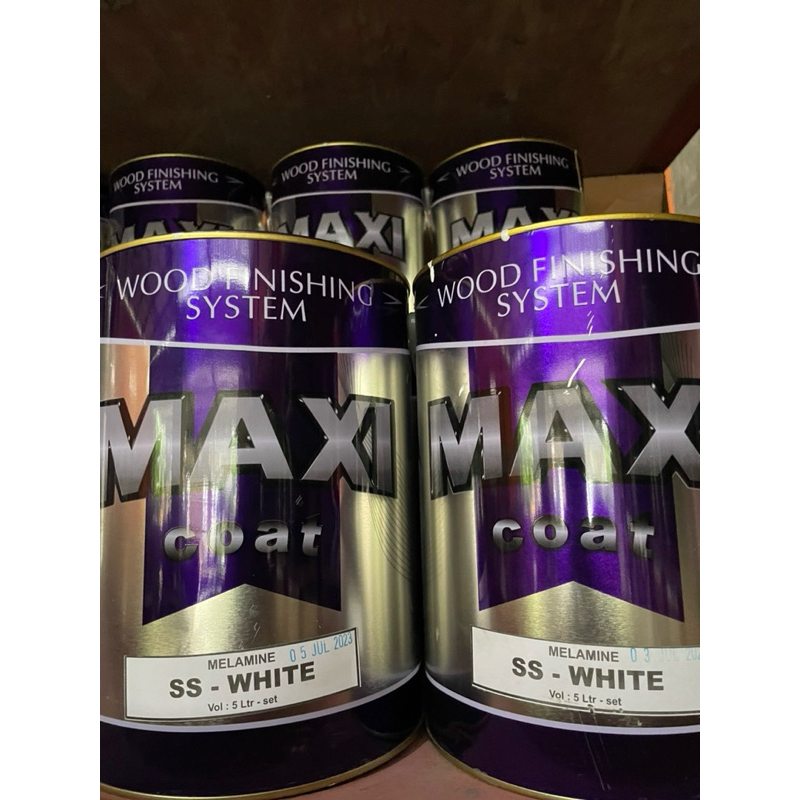 WOOD FINISHING
SYSTEM
WOOD FINISHING
SYSTEM
MAXI
WOOD FINISHING
SYSTEM
WOOD FINISHING
SYSTEM
MAXI
coat
MELAMINE 05 JUL 2023
SS - WHITE
Vol : 5 Ltr - set
WOOD FINISHING
SYSTEM
MAXI
coat
MELAMINE 03 JUL
SS - WHITE
Vol : 5 Ltr - set